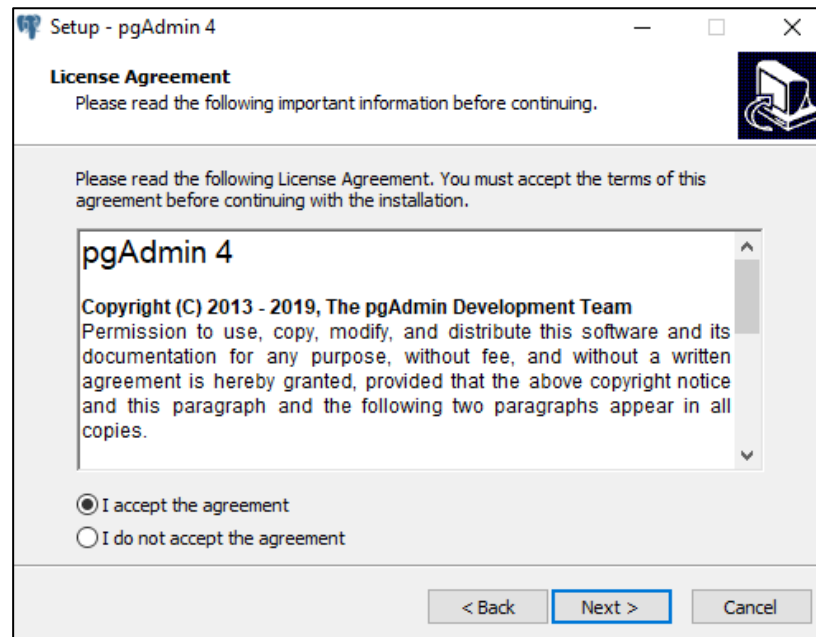 Setup - pgAdmin 4
License Agreement
Please read the following important information before continuing.
Please read the following License Agreement. You must accept the terms of this
agreement before continuing with the installation.
pgAdmin 4
Copyright (C) 2013 - 2019, The pgAdmin Development Team
Permission to use, copy, modify, and distribute this software and its
documentation for any purpose, without fee, and without a written
agreement is hereby granted, provided that the above copyright notice
and this paragraph and the following two paragraphs appear in all
copies.
I accept the agreement
I do not accept the agreement
< Back Next > Cancel